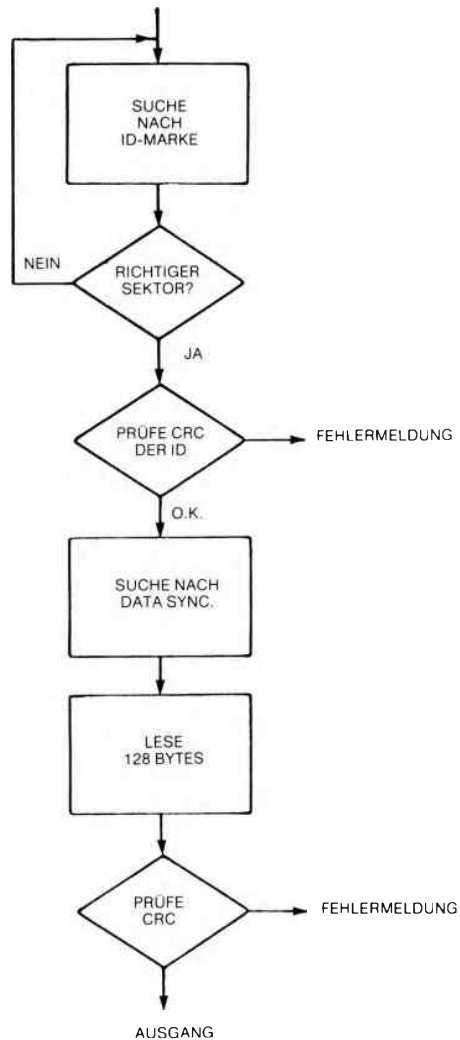 SUCHE
NACH
ID-MARKE
NEIN
RICHTIGER
SEKTOR?
JA
PRÜFE CRC
DER ID
FEHLERMELDUNG
O.K.
SUCHE NACH
DATA SYNC.
LESE
128 BYTES
PRÜFE
CRC
FEHLERMELDUNG
AUSGANG